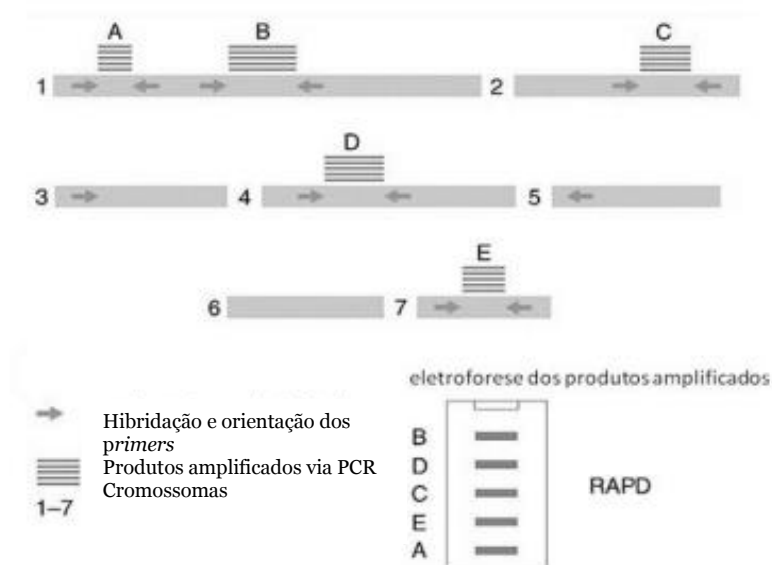 A B C
1 2
D
3 4 5
E
6 7
eletroforese dos produtos amplificados
Hibridação e orientação dos
primers
Produtos amplificados via PCR
1–7 Cromossomas
B
D
C
E
A
RAPD